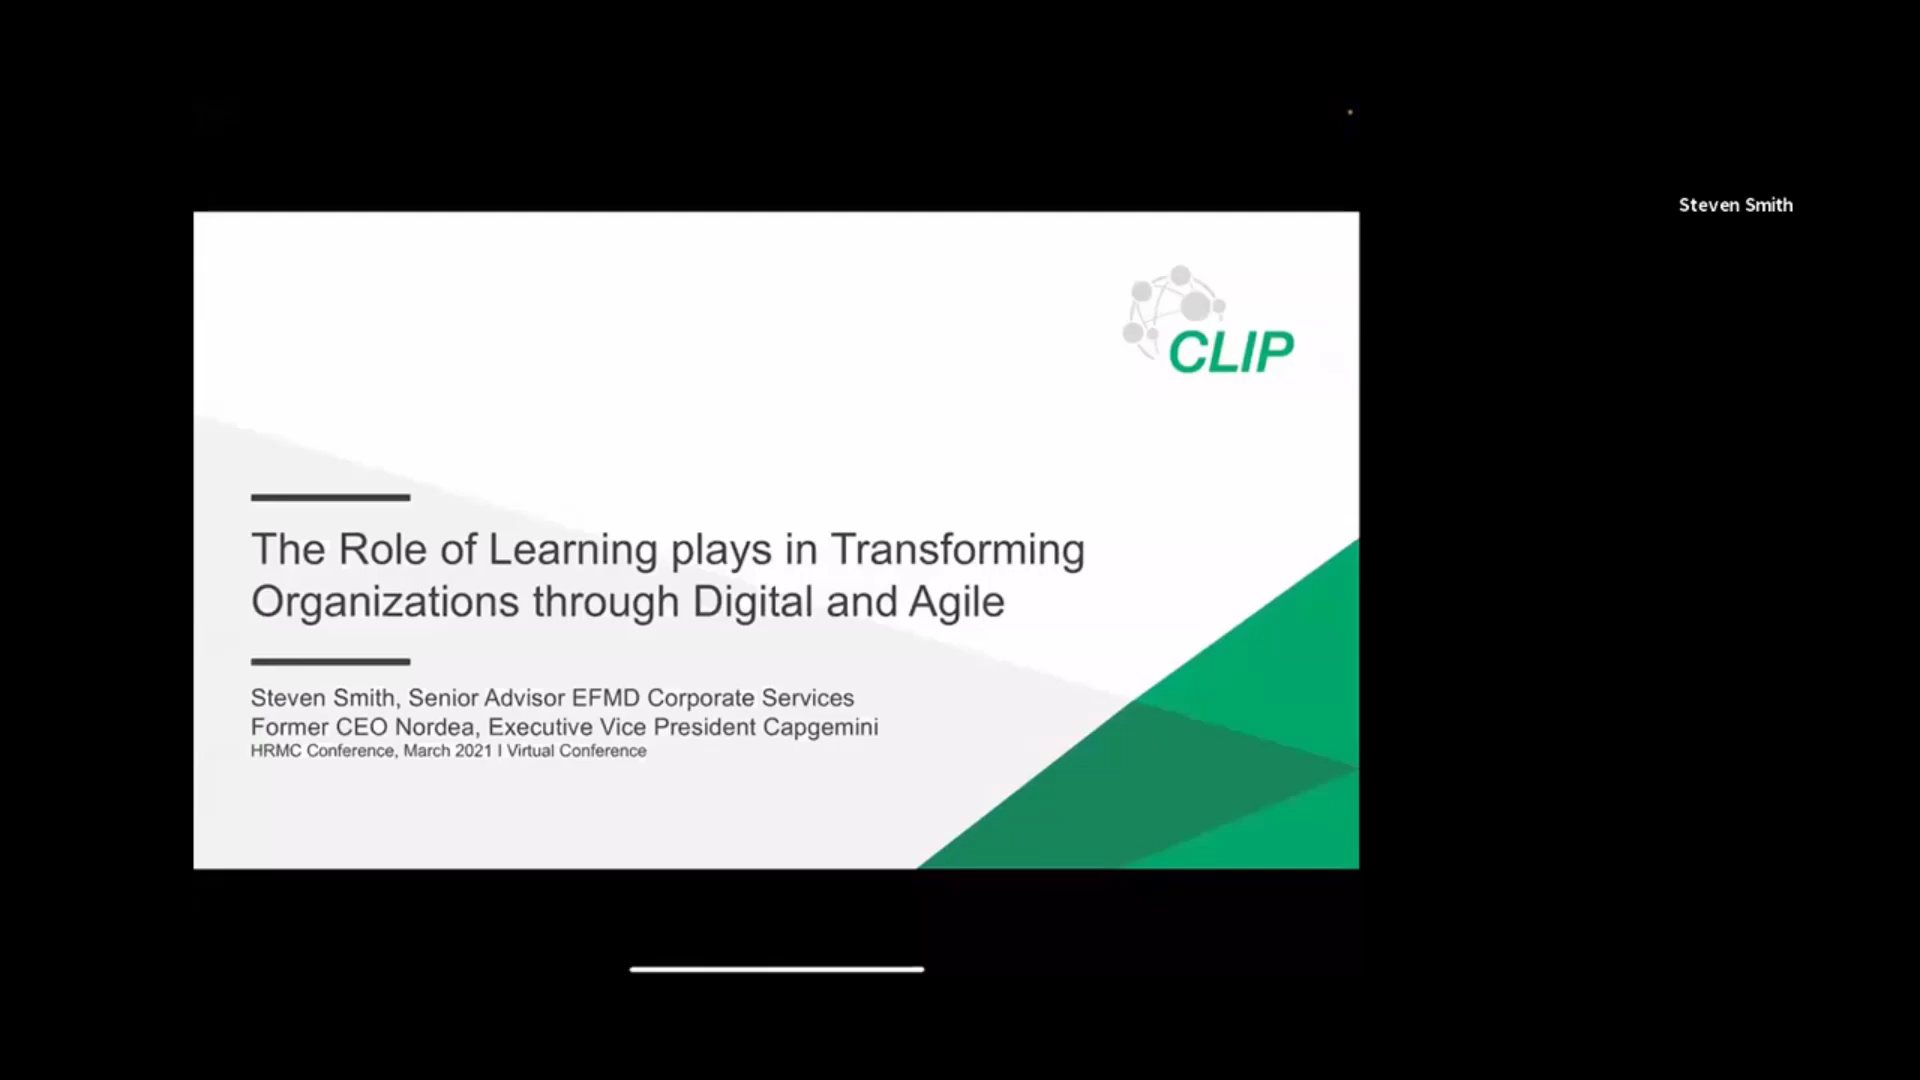 Steven Smith
CLIP
The Role of Learning plays in Transforming
Organizations through Digital and Agile
Steven Smith, Senior Advisor EFMD Corporate Services
Former CEO Nordea, Executive Vice President Capgemini
HRMC Conference, March 2021 I Virtual Conference